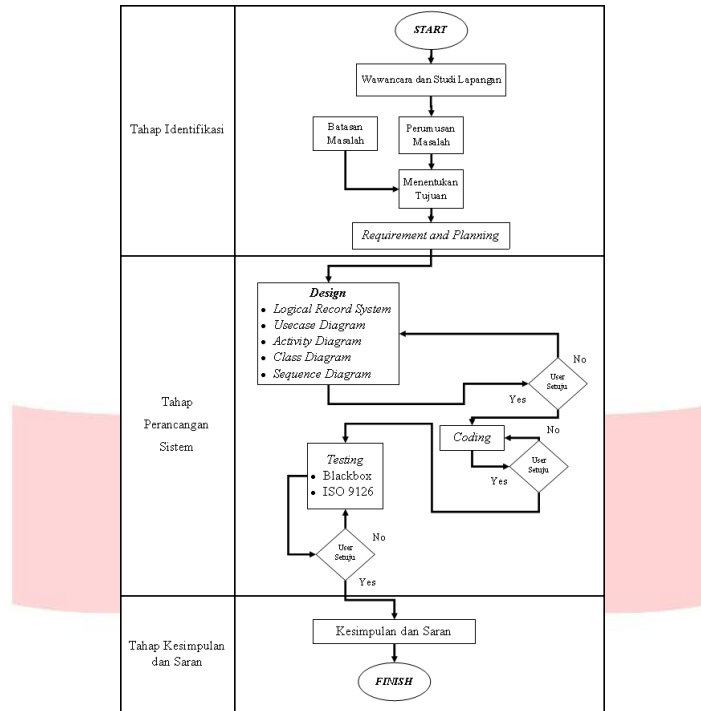 START
Wawancara dan Studi Lapangan
Tahap Identifikasi
Batasan
Masalah
Perumusan
Masalah
Menentukan
Tujuan
Requirement and Planning
Tahap
Perancangan
Sistem
Design
• Logical Record System
• Usecase Diagram
• Activity Diagram
• Class Diagram
• Sequence Diagram
No
User
Setuju
Yes
Coding
No
User
Setuju
Yes
Testing
• Blackbox
• ISO 9126
No
User
Setuju
Yes
Tahap Kesimpulan
dan Saran
Kesimpulan dan Saran
FINISH